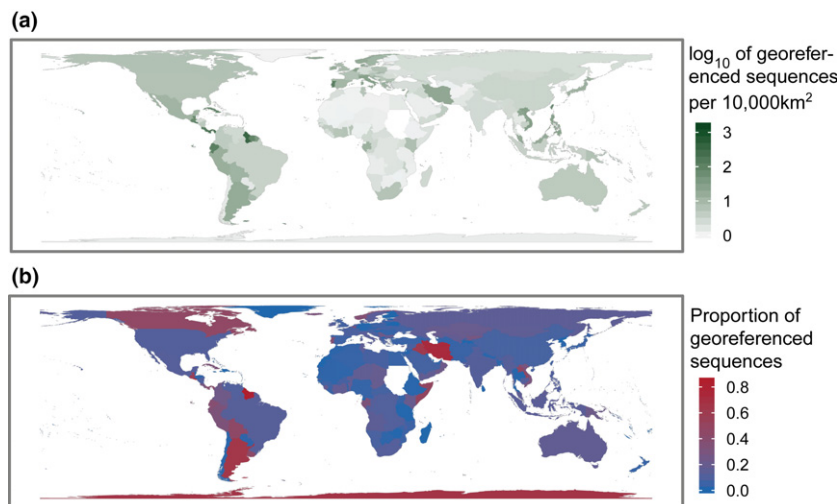 (a)
log10 of georefer-
enced sequences
per 10,000km2
3
2
1
0
(b)
Proportion of
georeferenced
sequences
0.8
0.6
0.4
0.2
0.0